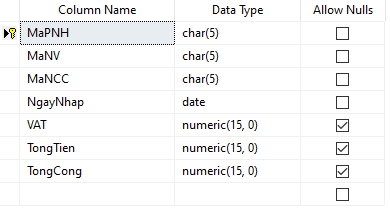 Column Name Data Type Allow Nulls
MaPNH char(5)
MaNV char(5)
MaNCC char(5)
NgayNhap date
VAT numeric(15, 0)
TongTien numeric(15, 0)
TongCong numeric(15, 0)